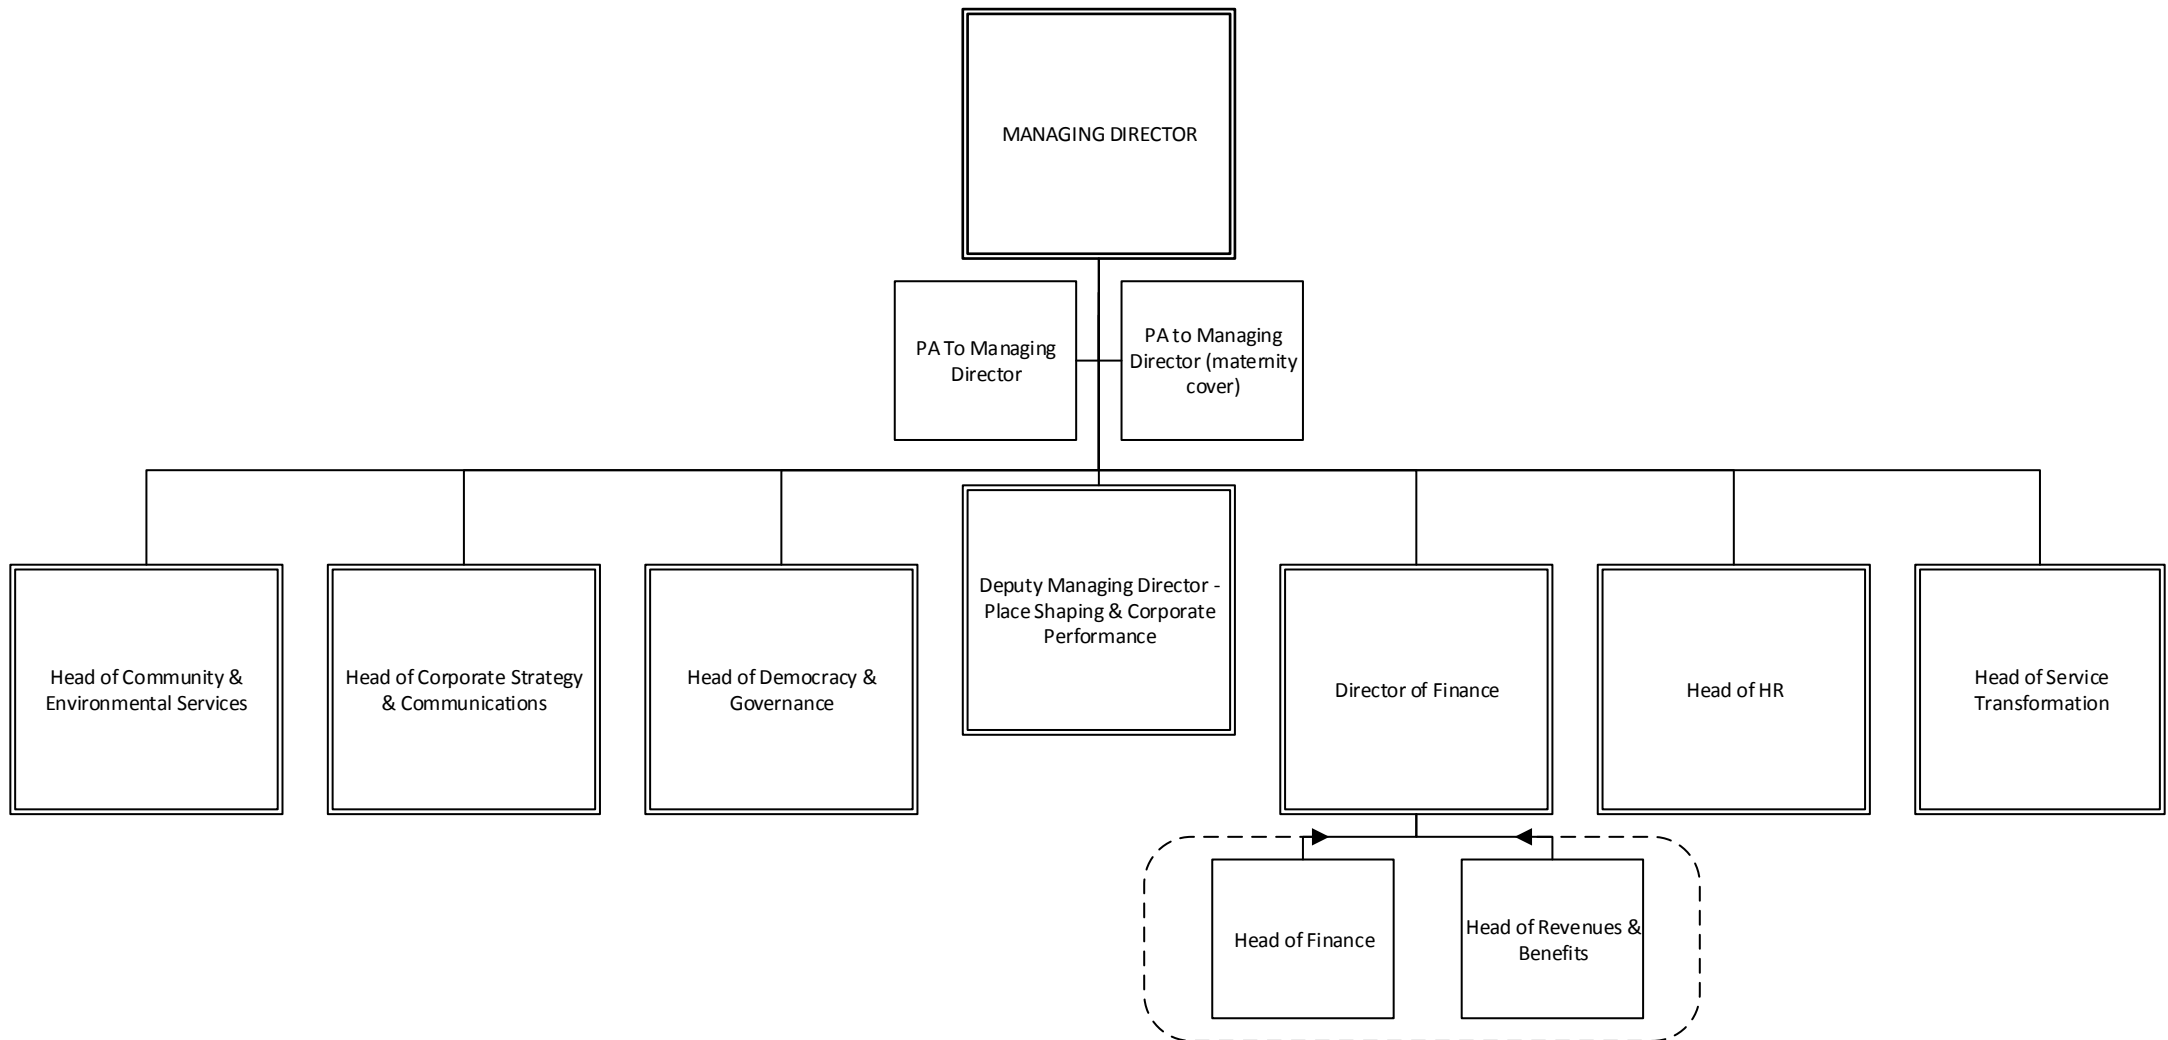 MANAGING DIRECTOR
PA To Managing
Director
PA to Managing
Director (maternity
cover)
Deputy Managing Director -
Place Shaping & Corporate
Performance
Head of Community &
Environmental Services
Head of Corporate Strategy
& Communications
Head of Democracy &
Governance
Director of Finance
Head of HR
Head of Service
Transformation
Head of Finance
Head of Revenues &
Benefits